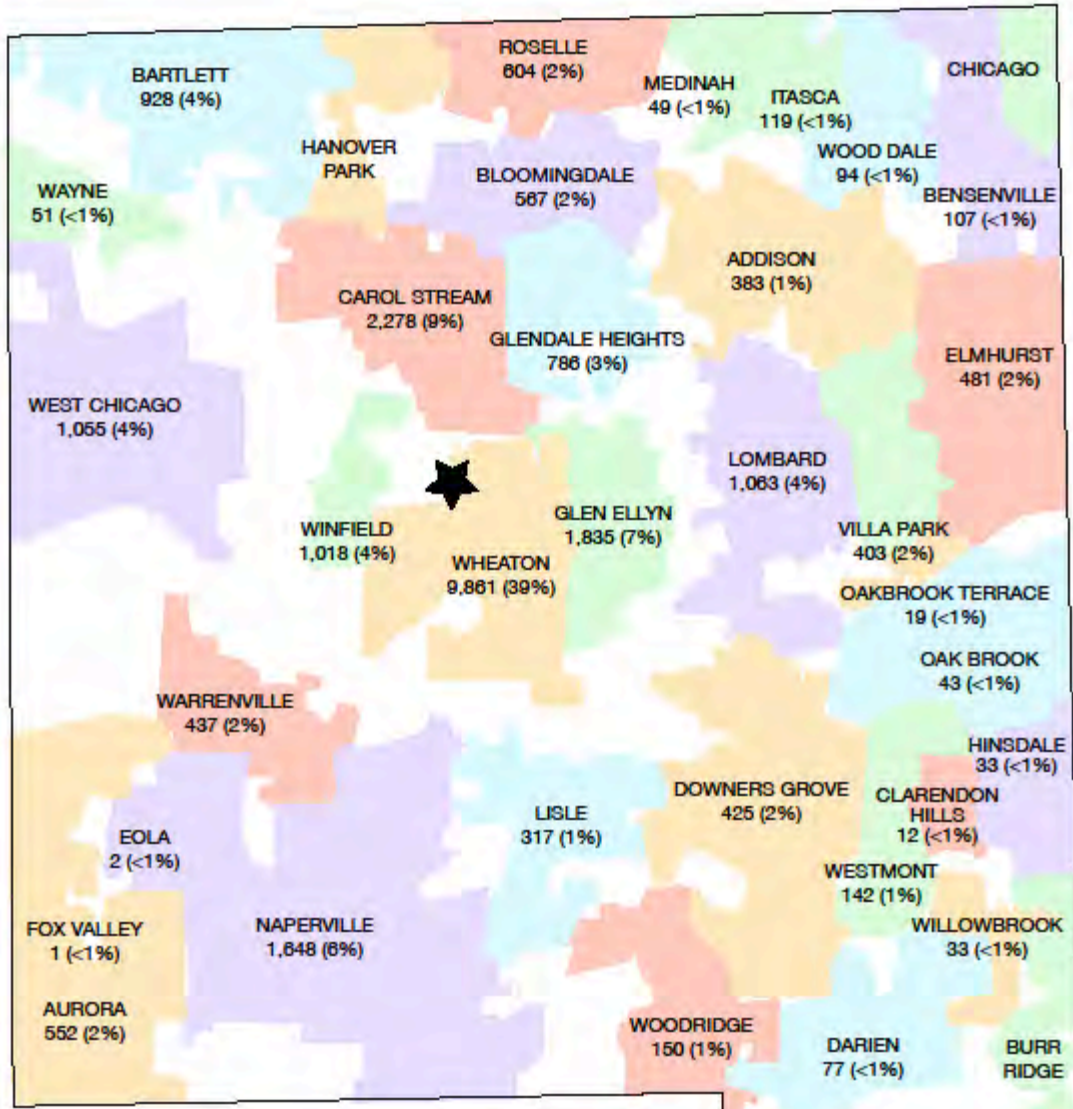 ROSELLE
604 (2%)
BARTLETT
928 (4%)
MEDINAH
49 (<1%)
ITASCA
119 (<1%)
CHICAGO
HANOVER
PARK
BLOOMINGDALE
567 (2%)
WOOD DALE
94 (<1%)
WAYNE
51 (<1%)
BENSENVILLE
107 (<1%)
ADDISON
383 (1%)
CAROL STREAM
2,278 (9%)
GLENDALE HEIGHTS
786 (3%)
ELMHURST
481 (2%)
WEST CHICAGO
1,055 (4%)
LOMBARD
1,063 (4%)
WINFIELD
1,018 (4%)
GLEN ELLYN
1,835 (7%)
VILLA PARK
403 (2%)
WHEATON
9,861 (39%)
OAKBROOK TERRACE
19 (<1%)
OAK BROOK
43 (<1%)
WARRENVILLE
437 (2%)
HINSDALE
33 (<1%)
DOWNERS GROVE
425 (2%)
CLARENDON
HILLS
12 (<1%)
LISLE
317 (1%)
EOLA
2 (<1%)
WESTMONT
142 (1%)
FOX VALLEY
1 (<1%)
NAPERVILLE
1,648 (6%)
WILLOWBROOK
33 (<1%)
AURORA
552 (2%)
WOODRIDGE
150 (1%)
DARIEN
77 (<1%)
BURR
RIDGE